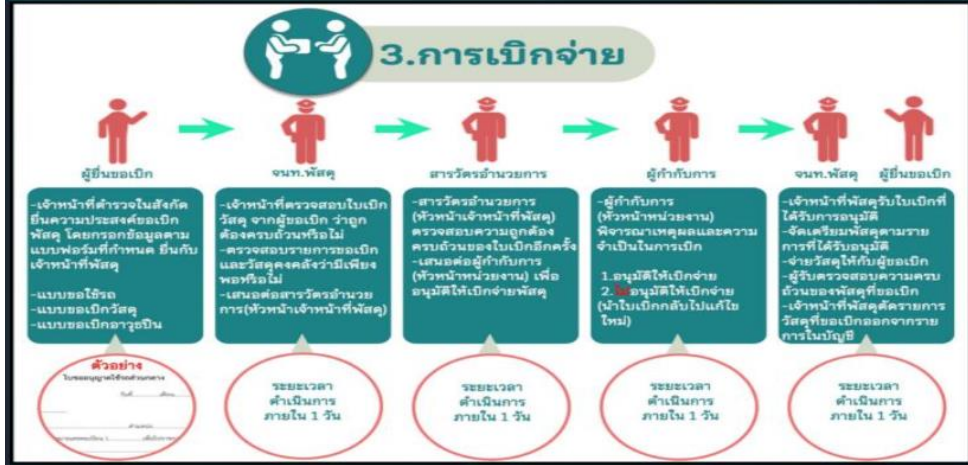 3.การเบิกจ่าย
ผู้ยื่นขอเบิก
จนท.พัสดุ
สารวัตรอำนวยการ
ผู้กำกับการ
จนท.พัสดุ
ผู้ยื่นขอเบิก
-เจ้าหน้าที่ตำรวจในสังกัด
ยื่นความประสงค์ขอเบิก
พัสดุ โดยกรอกข้อมูลตาม
แบบฟอร์มที่กำหนด ยื่นกับ
เจ้าหน้าที่พัสดุ
-แบบขอใช้รถ
-แบบขอเบิกวัสดุ
-แบบขอเบิกอาวุธปืน
-เจ้าหน้าที่ตรวจสอบใบเบิก
วัสดุ จากผู้ขอเบิก ว่าถูก
ต้องครบถ้วนหรือไม่
-ตรวจสอบรายการขอเบิก
และวัสดุคงคลังว่ามีเพียง
พอหรือไม่
-เสนอต่อสารวัตรอำนวย
การ(หัวหน้าเจ้าหน้าที่พัสดุ)
-สารวัตรอำนวยการ
(หัวหน้าเจ้าหน้าที่พัสดุ)
ตรวจสอบความถูกต้อง
ครบถ้วนของใบเบิกอีกครั้ง
-เสนอต่อผู้กำกับการ
(หัวหน้าหน่วยงาน) เพื่อ
อนุมัติให้เบิกจ่ายพัสดุ
-ผู้กำกับการ
(หัวหน้าหน่วยงาน)
พิจารณาเหตุผลและความ
จำเป็นในการเบิก
1.อนุมัติให้เบิกจ่าย
2.ไม่อนุมัติให้เบิกจ่าย
(นำใบเบิกกลับไปแก้ไข
ใหม่)
-เจ้าหน้าที่พัสดุรับใบเบิกที่
ได้รับการอนุมัติ
-จัดเตรียมพัสดุตามราย
การที่ได้รับอนุมัติ
-จ่ายวัสดุให้กับผู้ขอเบิก
-ผู้รับตรวจสอบความครบ
ถ้วนของพัสดุที่ขอเบิก
-เจ้าหน้าที่พัสดุตัดรายการ
วัสดุที่ขอเบิกออกจากราย
การในบัญชี
ตัวอย่าง
ใบขออนุญาตใช้รถส่วนกลาง
ระยะเวลา
ดำเนินการ
ภายใน 1 วัน
ระยะเวลา
ดำเนินการ
ภายใน 1 วัน
ระยะเวลา
ดำเนินการ
ภายใน 1 วัน
ระยะเวลา
ดำเนินการ
ภายใน 1 วัน